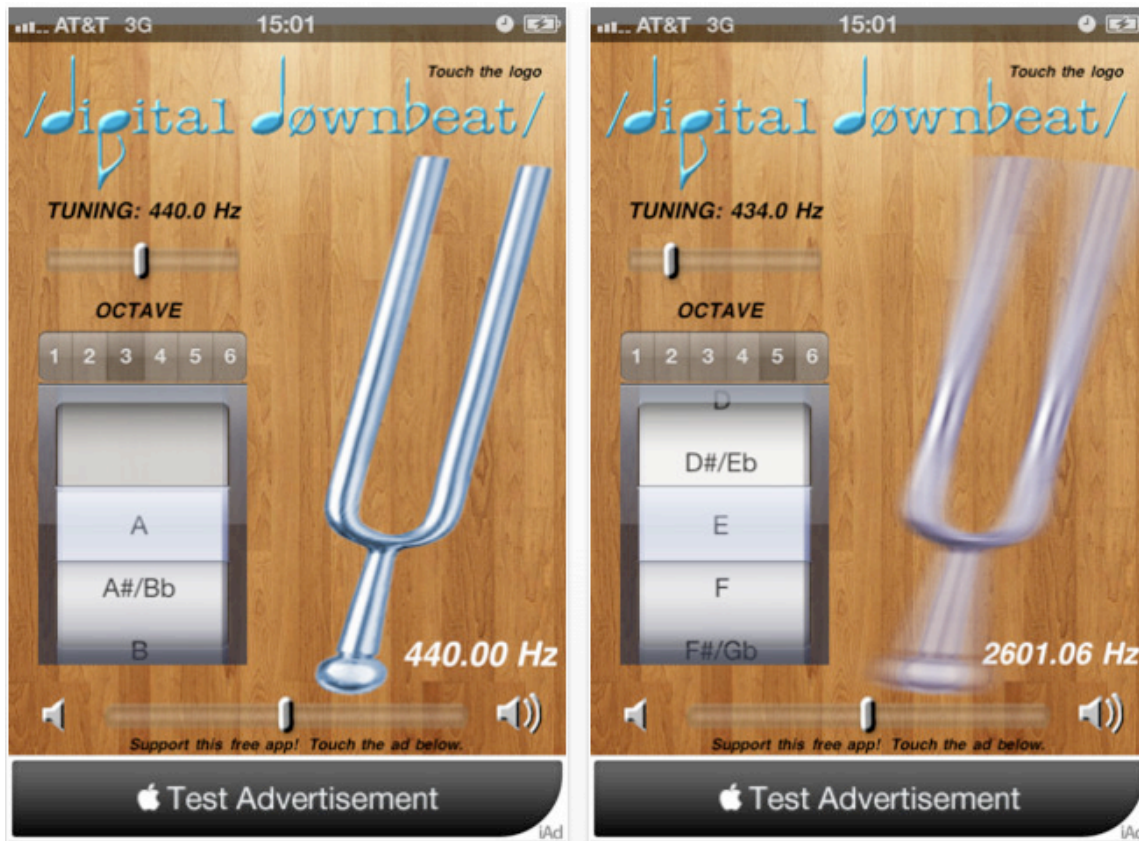 AT&T 3G 15:01
Touch the logo
/digital døwnbeat/
TUNING: 440.0 Hz
OCTAVE
1 2 3 4 5 6
A
A#/Bb
B
440.00 Hz
Support this free app! Touch the ad below.
Test Advertisement
iAd
AT&T 3G 15:01
Touch the logo
/digital døwnbeat/
TUNING: 434.0 Hz
OCTAVE
1 2 3 4 5 6
D
D#/Eb
E
F
F#/Gb
2601.06 Hz
Support this free app! Touch the ad below.
Test Advertisement
iAd